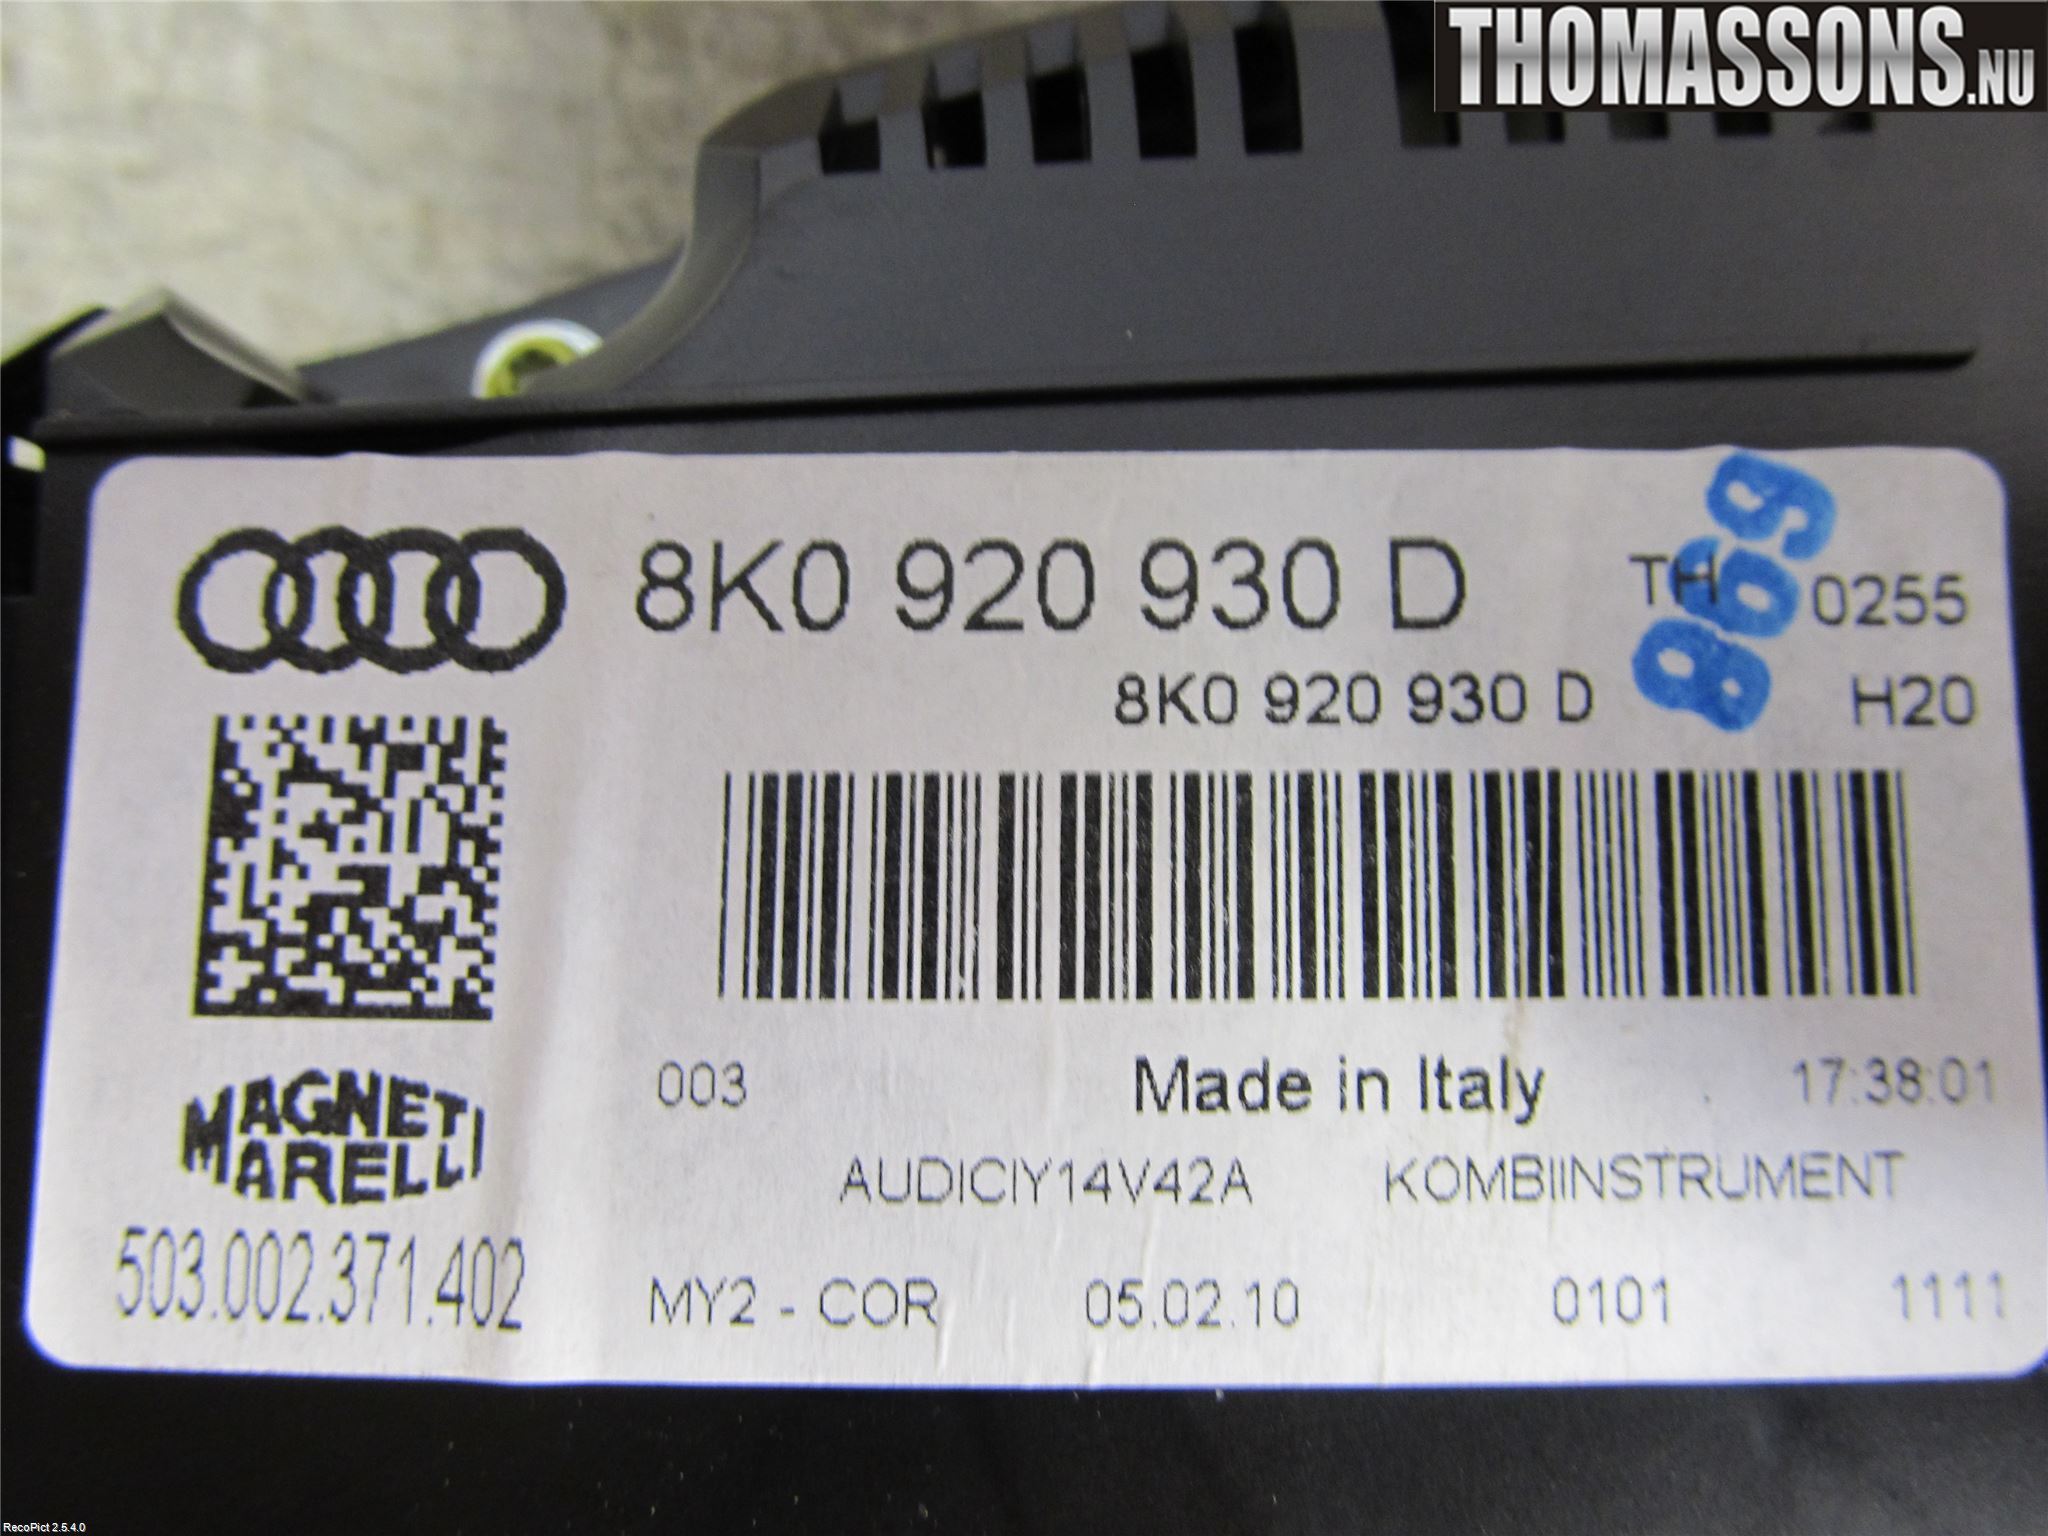 THOMASSONS.NU
8K0 920 930 D
TH 0255
869
8K0 920 930 D
H20
003
Made in Italy
17:38:01
MAGNETI
MARELLI
AUDICIY14V42A
KOMBIINSTRUMENT
503.002.371.402
MY2 - COR
05.02.10
0101
1111
RecoPict 2.5.4.0